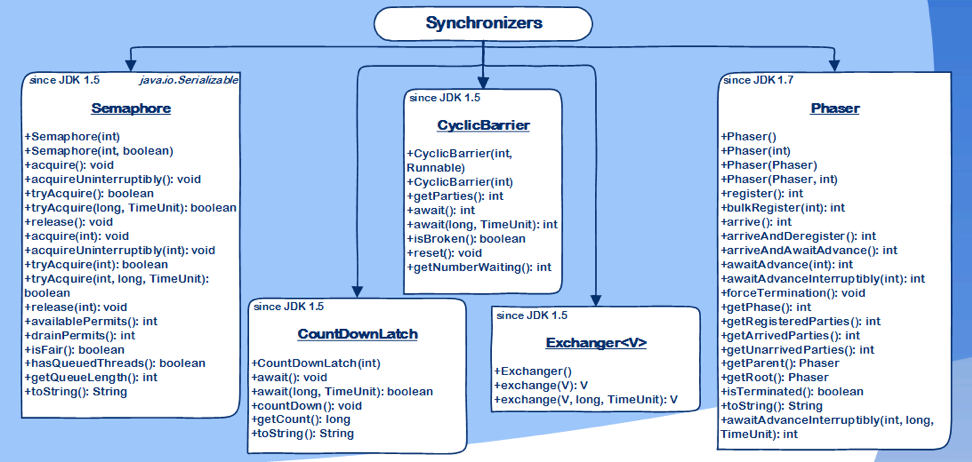 Synchronizers
since JDK 1.5 java.io.Serializable
Semaphore
+Semaphore(int)
+Semaphore(int, boolean)
+acquire(): void
+acquireUninterruptibly(): void
+tryAcquire(): boolean
+tryAcquire(long, TimeUnit): boolean
+release(): void
+acquire(int): void
+acquireUninterruptibly(int): void
+tryAcquire(int): boolean
+tryAcquire(int, long, TimeUnit):
boolean
+release(int): void
+availablePermits(): int
+drainPermits(): int
+isFair(): boolean
+hasQueuedThreads(): boolean
+getQueueLength(): int
+toString(): String
since JDK 1.5
CountDownLatch
+CountDownLatch(int)
+await(): void
+await(long, TimeUnit): boolean
+countDown(): void
+getCount(): long
+toString(): String
since JDK 1.5
CyclicBarrier
+CyclicBarrier(int,
Runnable)
+CyclicBarrier(int)
+getParties(): int
+await(): int
+await(long, TimeUnit): int
+isBroken(): boolean
+reset(): void
+getNumberWaiting(): int
since JDK 1.5
Exchanger<V>
+Exchanger()
+exchange(V): V
+exchange(V, long, TimeUnit): V
since JDK 1.7
Phaser
+Phaser()
+Phaser(int)
+Phaser(Phaser)
+Phaser(Phaser, int)
+register(): int
+bulkRegister(int): int
+arrive(): int
+arriveAndDeregister(): int
+arriveAndAwaitAdvance(): int
+awaitAdvance(int): int
+awaitAdvanceInterruptibly(int): int
+forceTermination(): void
+getPhase(): int
+getRegisteredParties(): int
+getArrivedParties(): int
+getUnarrivedParties(): int
+getParent(): Phaser
+getRoot(): Phaser
+isTerminated(): boolean
+toString(): String
+awaitAdvanceInterruptibly(int, long,
TimeUnit): int